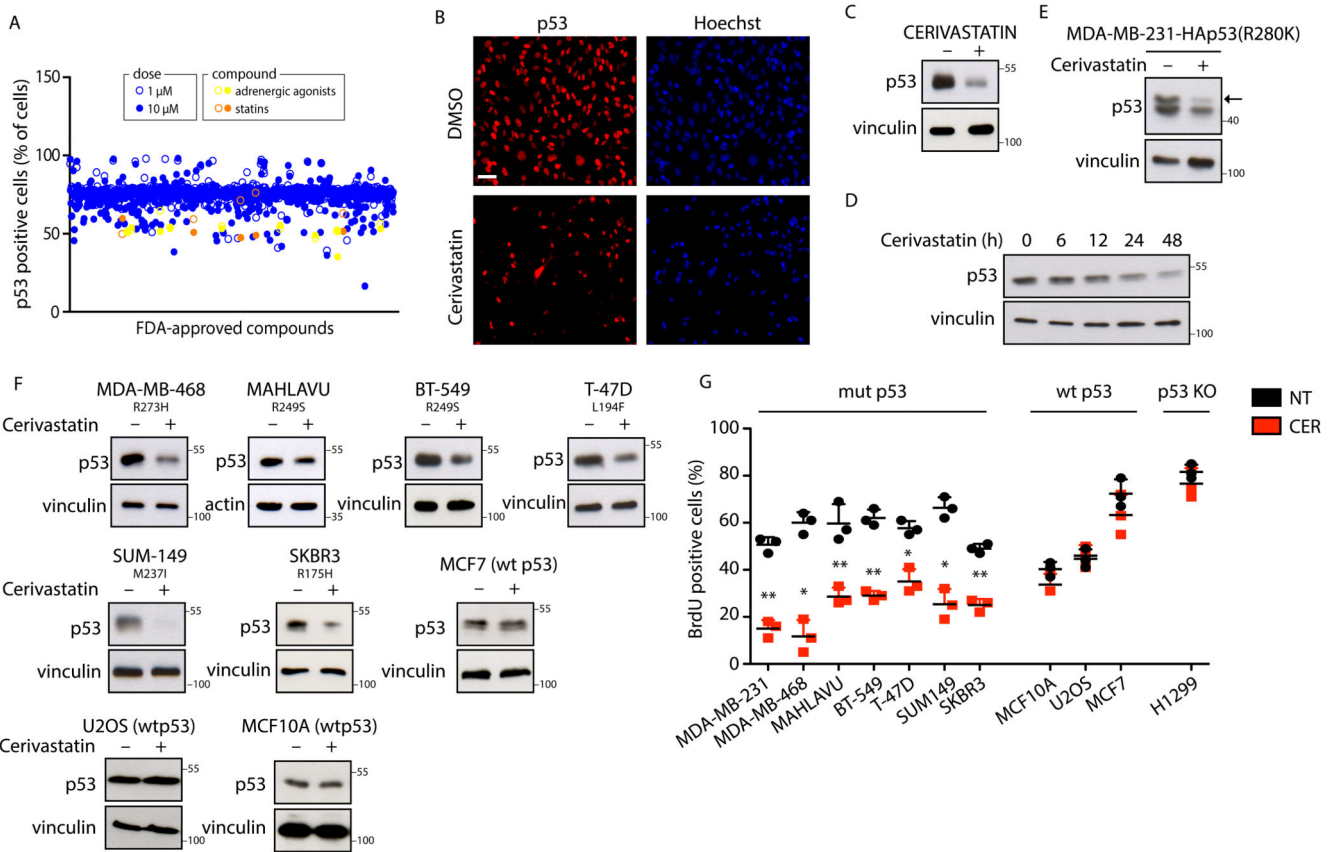 A
p53 positive cells (% of cells)
150
100
50
0
dose
1 µM
10 µM
compound
adrenergic agonists
statins
FDA-approved compounds
B
p53
Hoechst
DMSO
Cerivastatin
C
CERIVASTATIN
– +
p53
vinculin
55
100
E
MDA-MB-231-HAp53(R280K)
Cerivastatin – +
p53
vinculin
40
100
D
Cerivastatin (h) 0 6 12 24 48
p53
vinculin
55
100
F
MDA-MB-468
R273H
Cerivastatin – +
p53
vinculin
55
100
MAHLAVU
R249S
– +
p53
actin
55
35
BT-549
R249S
– +
p53
vinculin
55
100
T-47D
L194F
– +
p53
vinculin
55
100
SUM-149
M237I
Cerivastatin – +
p53
vinculin
55
100
SKBR3
R175H
– +
p53
vinculin
55
100
MCF7 (wt p53)
– +
p53
vinculin
55
100
U2OS (wtp53)
Cerivastatin – +
p53
vinculin
55
100
MCF10A (wtp53)
– +
p53
vinculin
55
100
G
mut p53
wt p53
p53 KO
NT
CER
BrdU positive cells (%)
100
80
60
40
20
0
** * ** ** * * **
MDA-MB-231
MDA-MB-468
MAHLAVU
BT-549
T-47D
SUM149
SKBR3
MCF10A
U2OS
MCF7
H1299